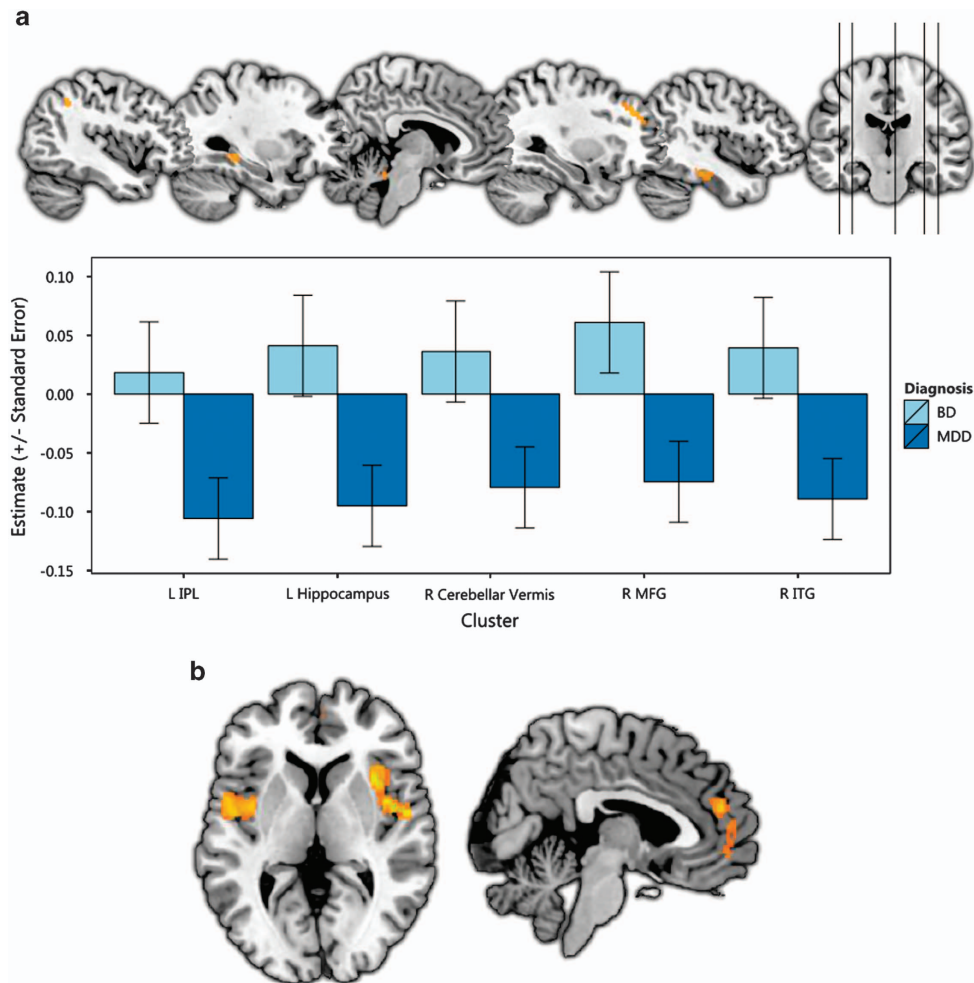 a
Estimate (+/- Standard Error)
0.10
0.05
0.00
-0.05
-0.10
-0.15
L IPL
L Hippocampus
R Cerebellar Vermis
R MFG
R ITG
Cluster
Diagnosis
BD
MDD
b